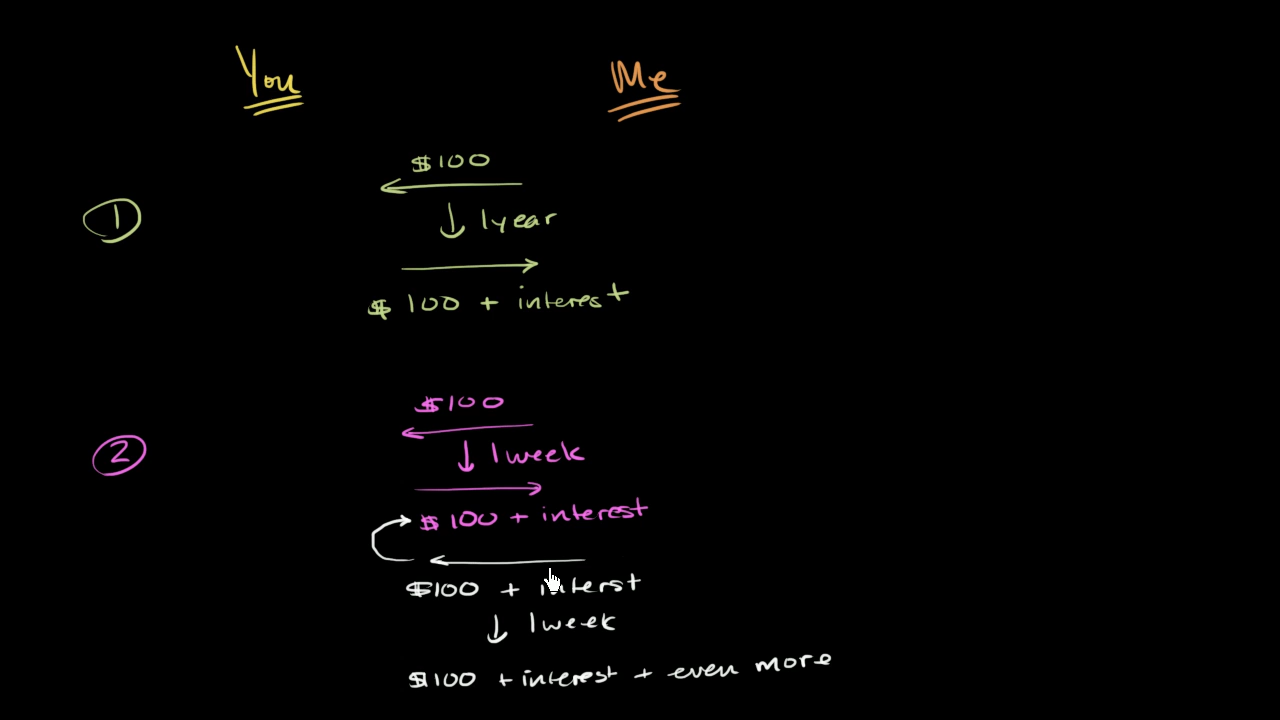 You Me
$100
1
↓ 1 year
$100 + interest
$100
2
↓ 1 week
$100 + interest
$100 + interst
↓ 1 week
$100 + interest + even more